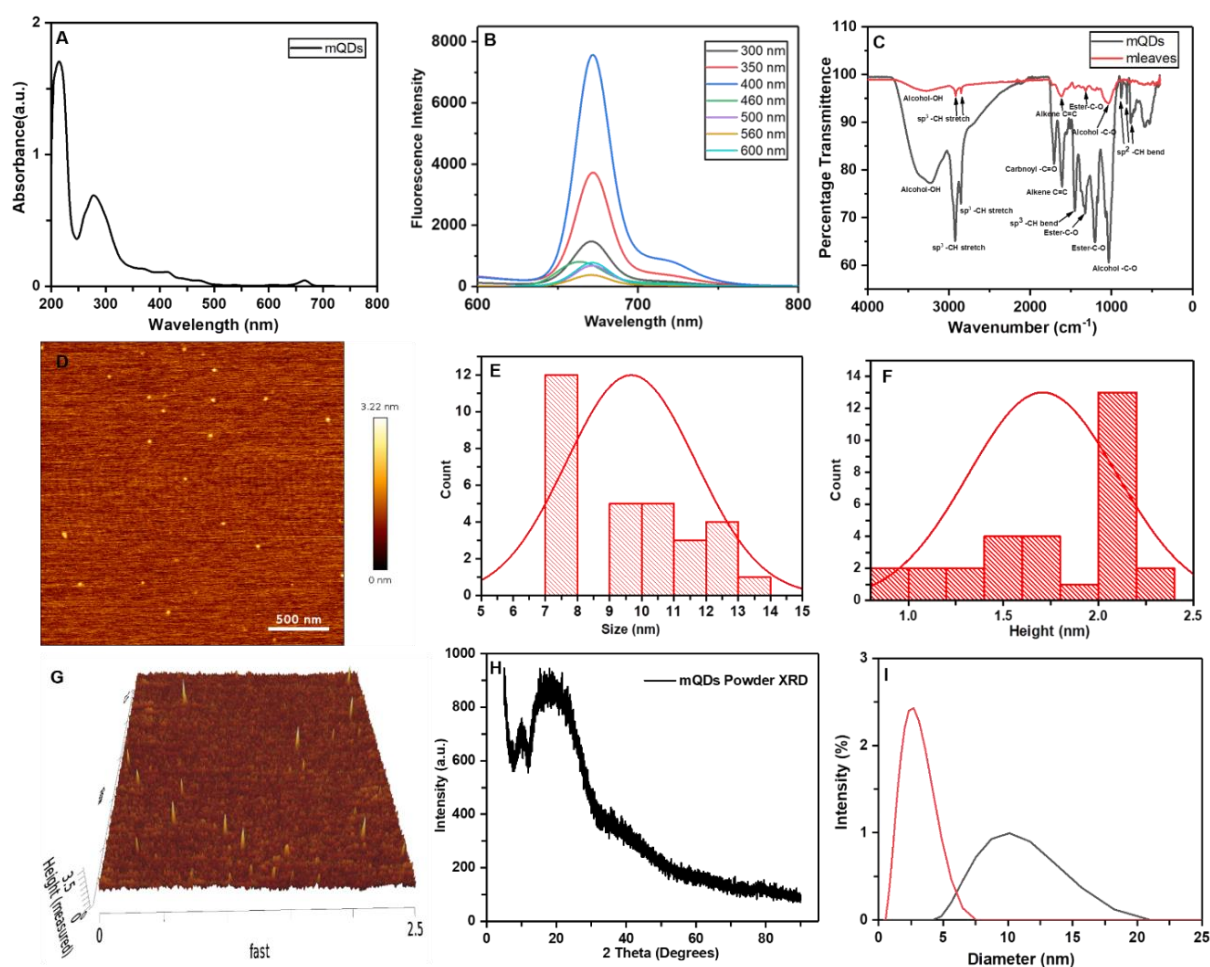 A
mQDs
Absorbance(a.u.)
2
1
0
200 300 400 500 600 700 800
Wavelength (nm)
B
300 nm
350 nm
400 nm
460 nm
500 nm
560 nm
600 nm
Fluorescence Intensity
8000
6000
4000
2000
0
600 700 800
Wavelength (nm)
C
mQDs
mleaves
Percentage Transmittence
110
100
90
80
70
60
Alcohol-OH
sp3 -CH stretch
Alkene C=C
Ester-C-O
Alcohol -C-O
sp2 -CH bend
Carbnoyl -C=O
Alkene C=C
Alcohol-OH
sp3 -CH stretch
sp3 -CH bend
Ester-C-O
sp3 -CH stretch
Ester-C-O
Alcohol -C-O
4000 3000 2000 1000 0
Wavenumber (cm-1)
D
3.22 nm
0 nm
500 nm
E
Count
12
10
8
6
4
2
0
5 6 7 8 9 10 11 12 13 14 15
Size (nm)
F
Count
14
12
10
8
6
4
2
0
1.0 1.5 2.0 2.5
Height (nm)
G
Height (measured)
3.5
0
0
2.5
fast
H
mQDs Powder XRD
Intensity (a.u.)
1000
800
600
400
200
0
0 20 40 60 80
2 Theta (Degrees)
I
Intensity (%)
3
2
1
0
0 5 10 15 20 25
Diameter (nm)